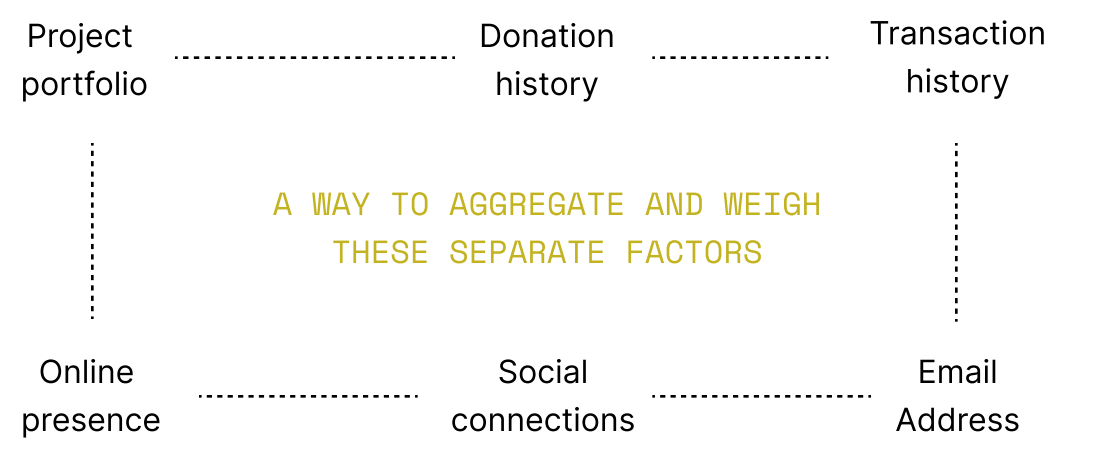 Project
portfolio
Donation
history
Transaction
history
A WAY TO AGGREGATE AND WEIGH
THESE SEPARATE FACTORS
Online
presence
Social
connections
Email
Address